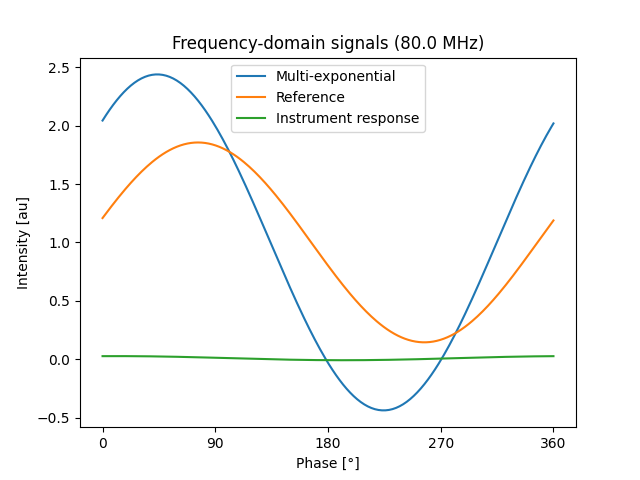 Frequency-domain signals (80.0 MHz)
Multi-exponential
Reference
Instrument response
Intensity [au]
2.5
2.0
1.5
1.0
0.5
0.0
−0.5
0 90 180 270 360
Phase [°]